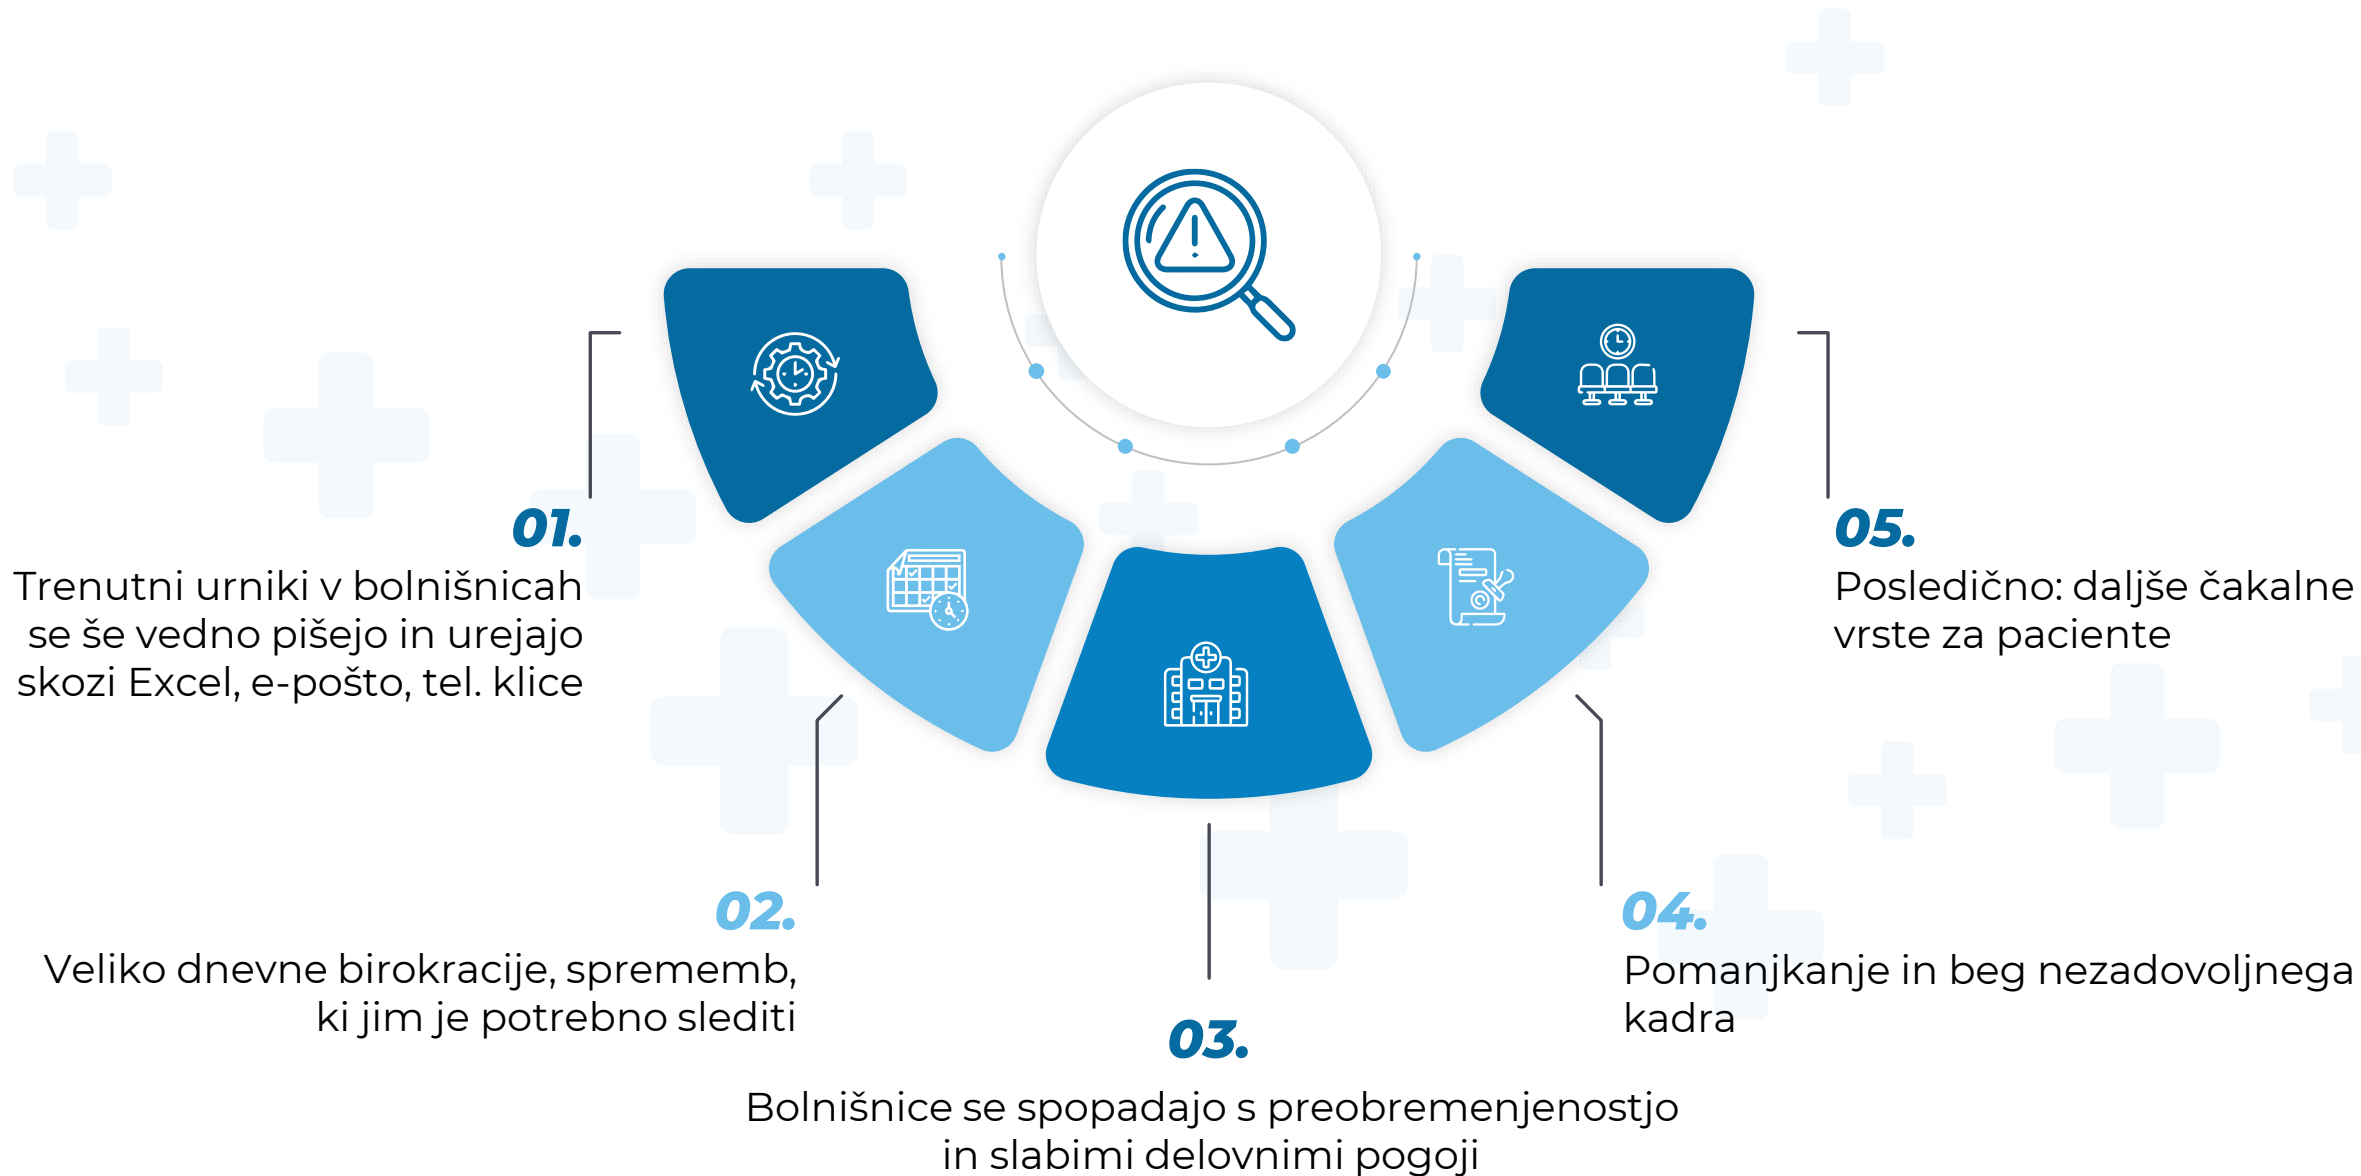 01.
Trenutni urniki v bolnišnicah
se še vedno pišejo in urejajo
skozi Excel, e-pošto, tel. klice
02.
Veliko dnevne birokracije, sprememb,
ki jim je potrebno slediti
03.
Bolnišnice se spopadajo s preobremenjenostjo
in slabimi delovnimi pogoji
04.
Pomanjkanje in beg nezadovoljnega
kadra
05.
Posledično: daljše čakalne
vrste za paciente